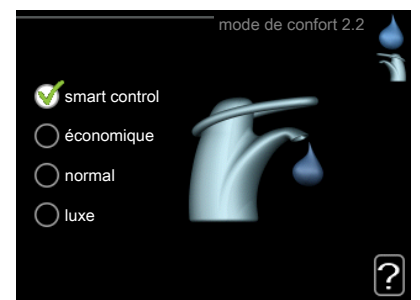 mode de confort 2.2
smart control
économique
normal
luxe
?